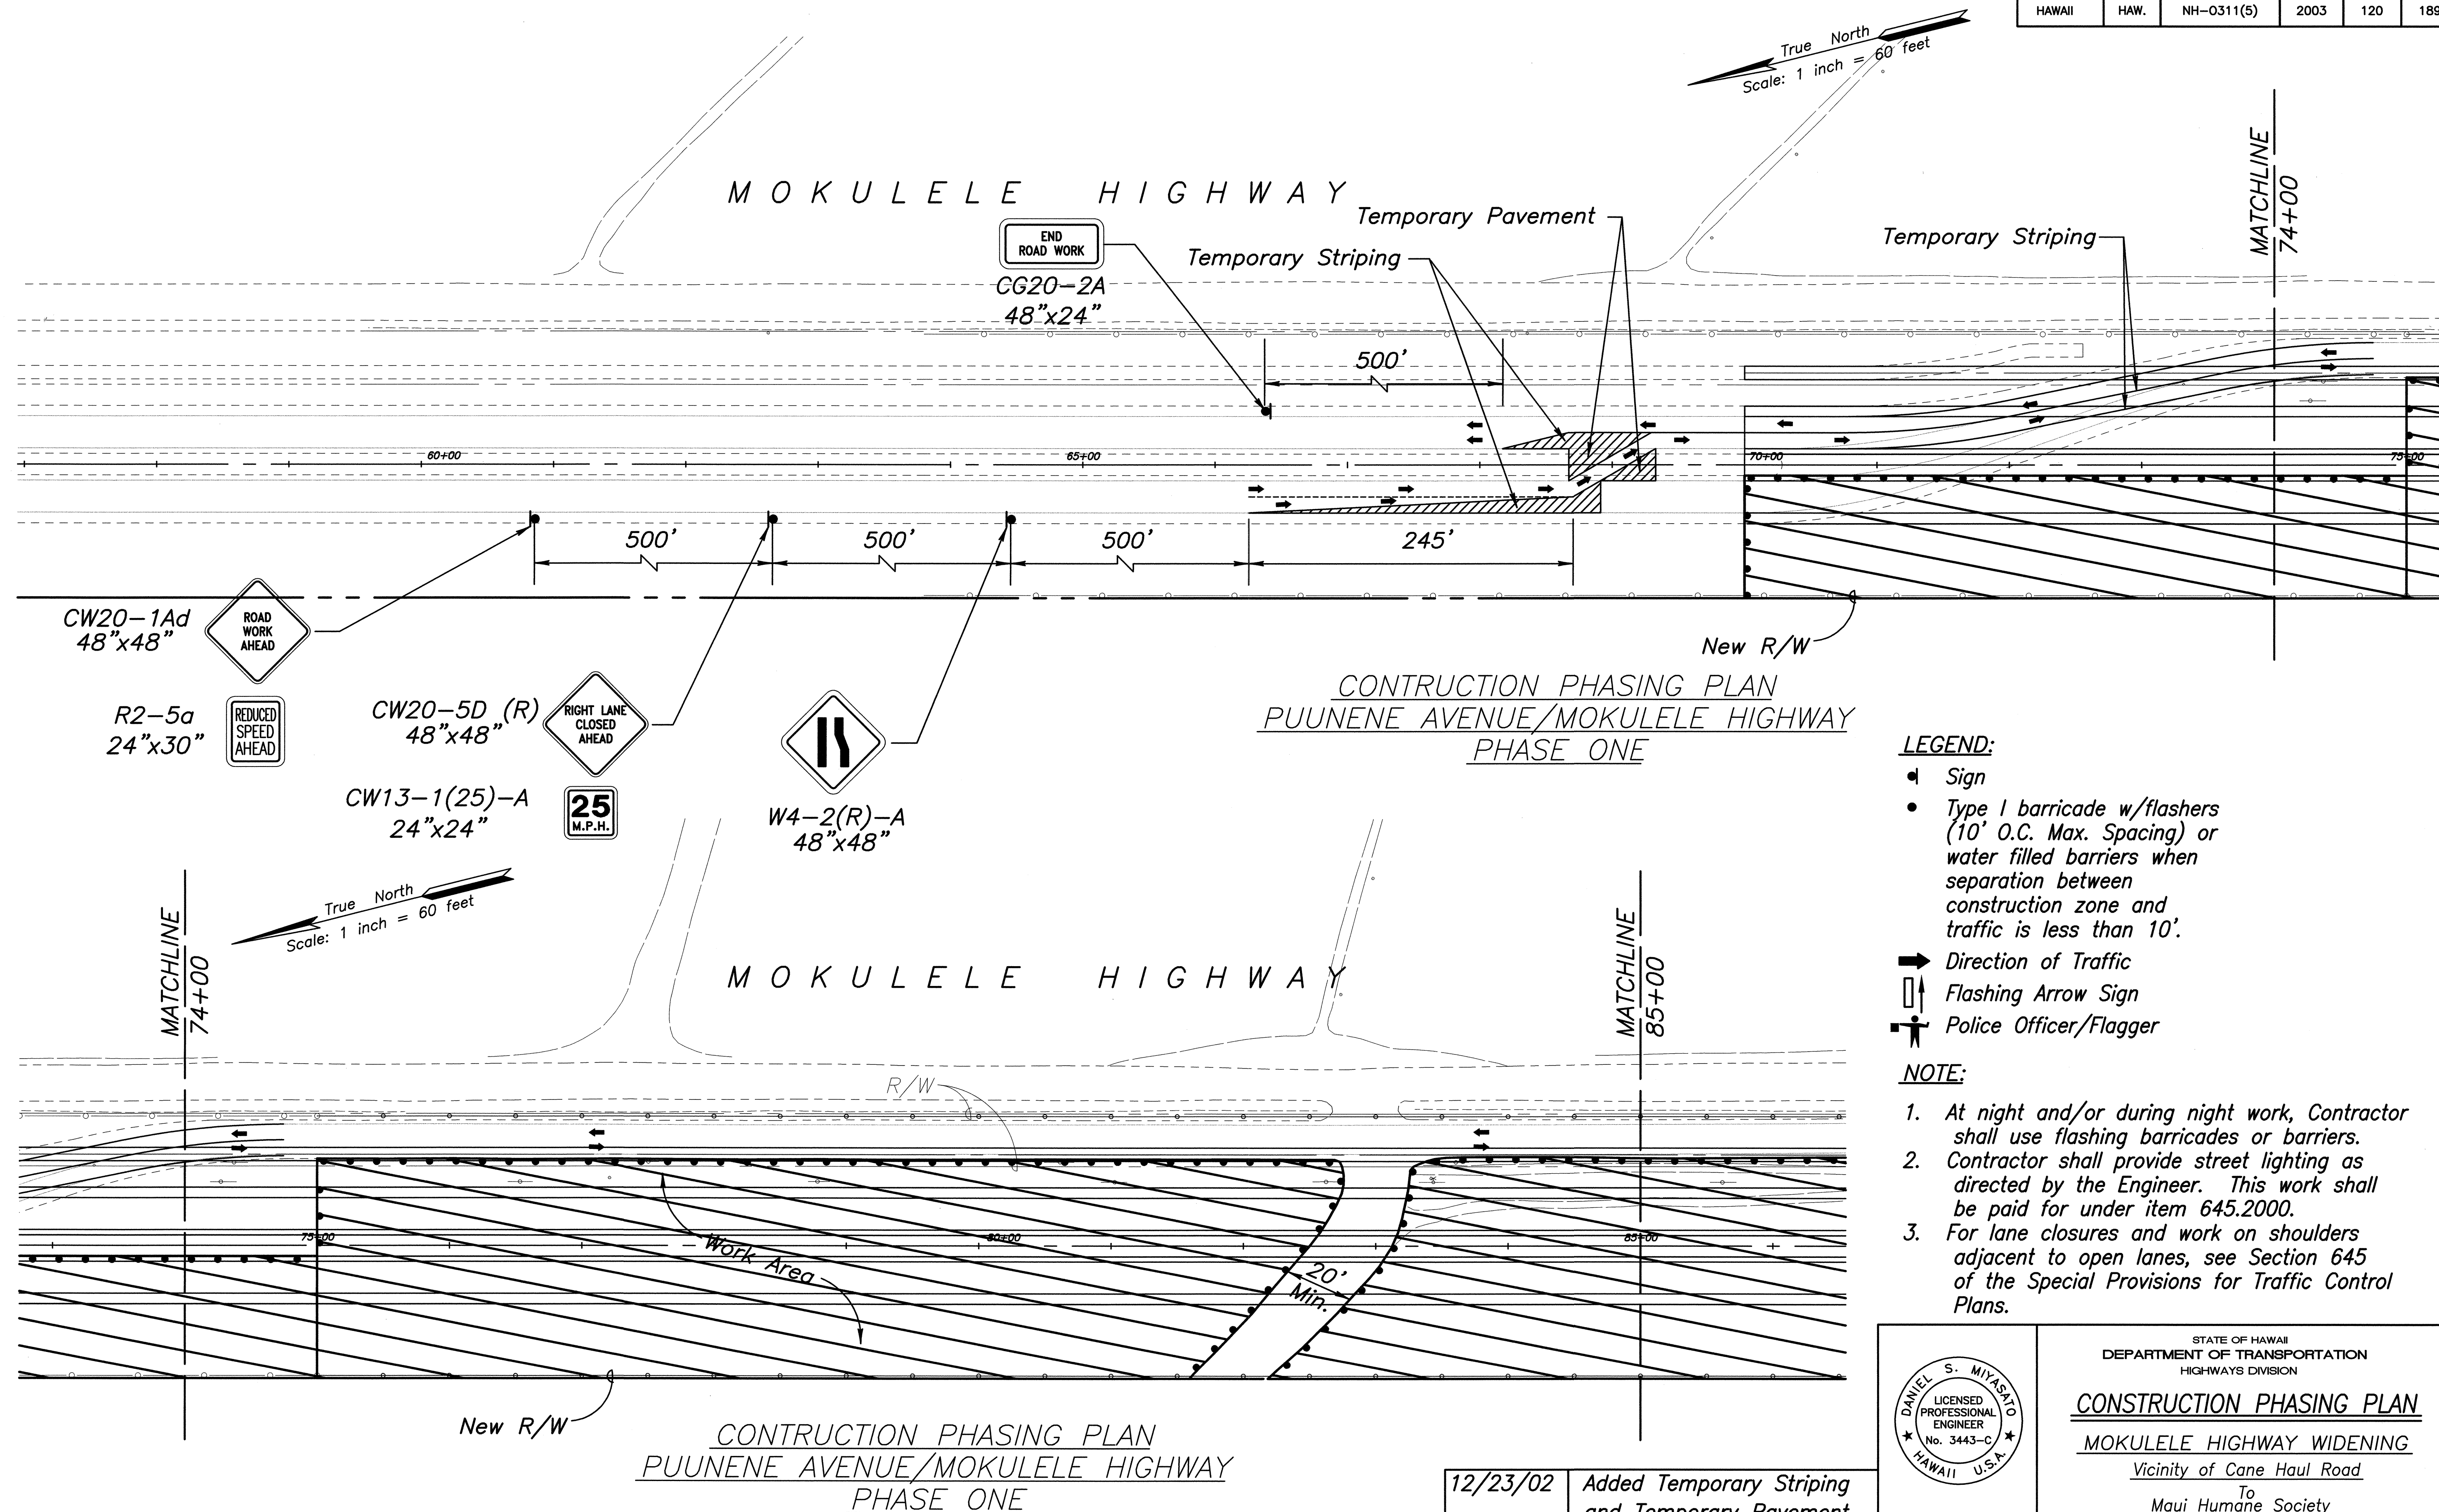 HAWAII HAW. NH-0311(5) 2003 120 189
True North
Scale: 1 inch = 60 feet
MATCHLINE
74+00
MOKULELE HIGHWAY
END
ROAD WORK
CG20-2A
48"x24"
Temporary Pavement
Temporary Striping
Temporary Striping
500'
60+00
65+00
70+00
75+00
500'
500'
500'
245'
CW20-1Ad
48"x48"
ROAD
WORK
AHEAD
R2-5a
24"x30"
REDUCED
SPEED
AHEAD
CW20-5D (R)
48"x48"
RIGHT LANE
CLOSED
AHEAD
CW13-1(25)-A
24"x24"
25
M.P.H.
W4-2(R)-A
48"x48"
New R/W
CONTRUCTION PHASING PLAN
PUUNENE AVENUE/MOKULELE HIGHWAY
PHASE ONE
LEGEND:
Sign
Type I barricade w/flashers
(10' O.C. Max. Spacing) or
water filled barriers when
separation between
construction zone and
traffic is less than 10'.
Direction of Traffic
Flashing Arrow Sign
Police Officer/Flagger
NOTE:
1. At night and/or during night work, Contractor
shall use flashing barricades or barriers.
2. Contractor shall provide street lighting as
directed by the Engineer. This work shall
be paid for under item 645.2000.
3. For lane closures and work on shoulders
adjacent to open lanes, see Section 645
of the Special Provisions for Traffic Control
Plans.
True North
Scale: 1 inch = 60 feet
MATCHLINE
74+00
MOKULELE HIGHWAY
MATCHLINE
85+00
R/W
75+00
80+00
85+00
Work Area
20'
Min.
New R/W
CONTRUCTION PHASING PLAN
PUUNENE AVENUE/MOKULELE HIGHWAY
PHASE ONE
12/23/02 Added Temporary Striping
and Temporary Pavement
DANIEL S. MIYASATO
LICENSED
PROFESSIONAL
ENGINEER
No. 3443-C
HAWAII U.S.A.
STATE OF HAWAII
DEPARTMENT OF TRANSPORTATION
HIGHWAYS DIVISION
CONSTRUCTION PHASING PLAN
MOKULELE HIGHWAY WIDENING
Vicinity of Cane Haul Road
To
Maui Humane Society